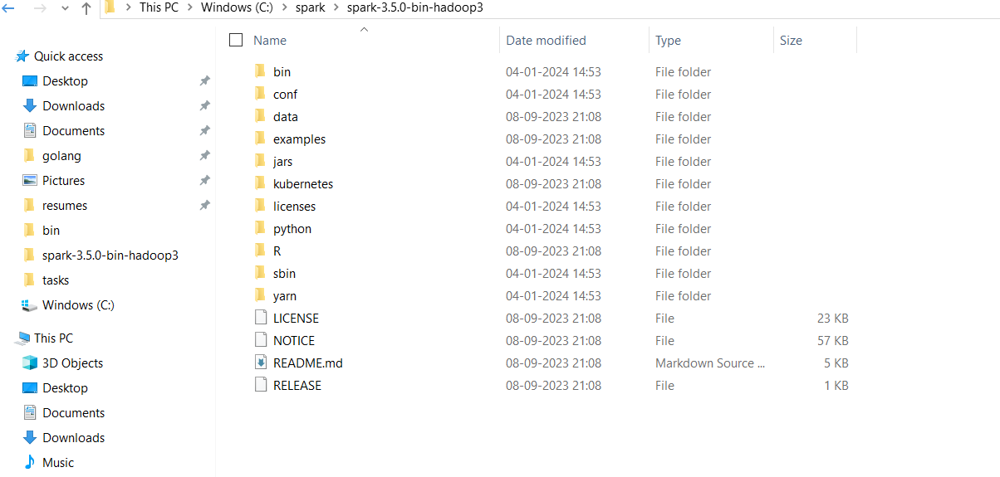 This PC > Windows (C:) > spark > spark-3.5.0-bin-hadoop3
Name Date modified Type Size
Quick access
Desktop
Downloads
Documents
golang
Pictures
resumes
bin
spark-3.5.0-bin-hadoop3
tasks
Windows (C:)
This PC
3D Objects
Desktop
Documents
Downloads
Music
bin 04-01-2024 14:53 File folder
conf 04-01-2024 14:53 File folder
data 08-09-2023 21:08 File folder
examples 08-09-2023 21:08 File folder
jars 04-01-2024 14:53 File folder
kubernetes 08-09-2023 21:08 File folder
licenses 04-01-2024 14:53 File folder
python 04-01-2024 14:53 File folder
R 08-09-2023 21:08 File folder
sbin 04-01-2024 14:53 File folder
yarn 04-01-2024 14:53 File folder
LICENSE 08-09-2023 21:08 File 23 KB
NOTICE 08-09-2023 21:08 File 57 KB
README.md 08-09-2023 21:08 Markdown Source ... 5 KB
RELEASE 08-09-2023 21:08 File 1 KB